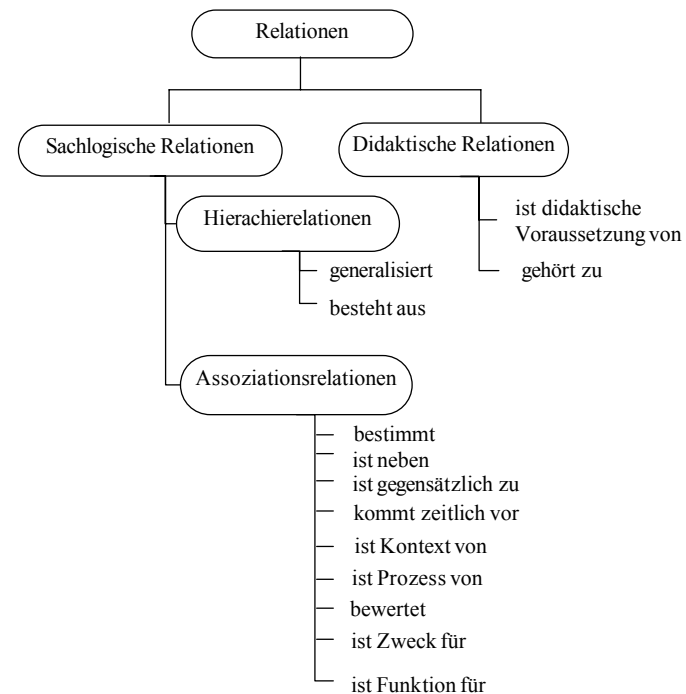 Relationen
Sachlogische Relationen
Didaktische Relationen
Hierachierelationen
ist didaktische
Voraussetzung von
generalisiert
gehört zu
besteht aus
Assoziationsrelationen
bestimmt
ist neben
ist gegensätzlich zu
kommt zeitlich vor
ist Kontext von
ist Prozess von
bewertet
ist Zweck für
ist Funktion für